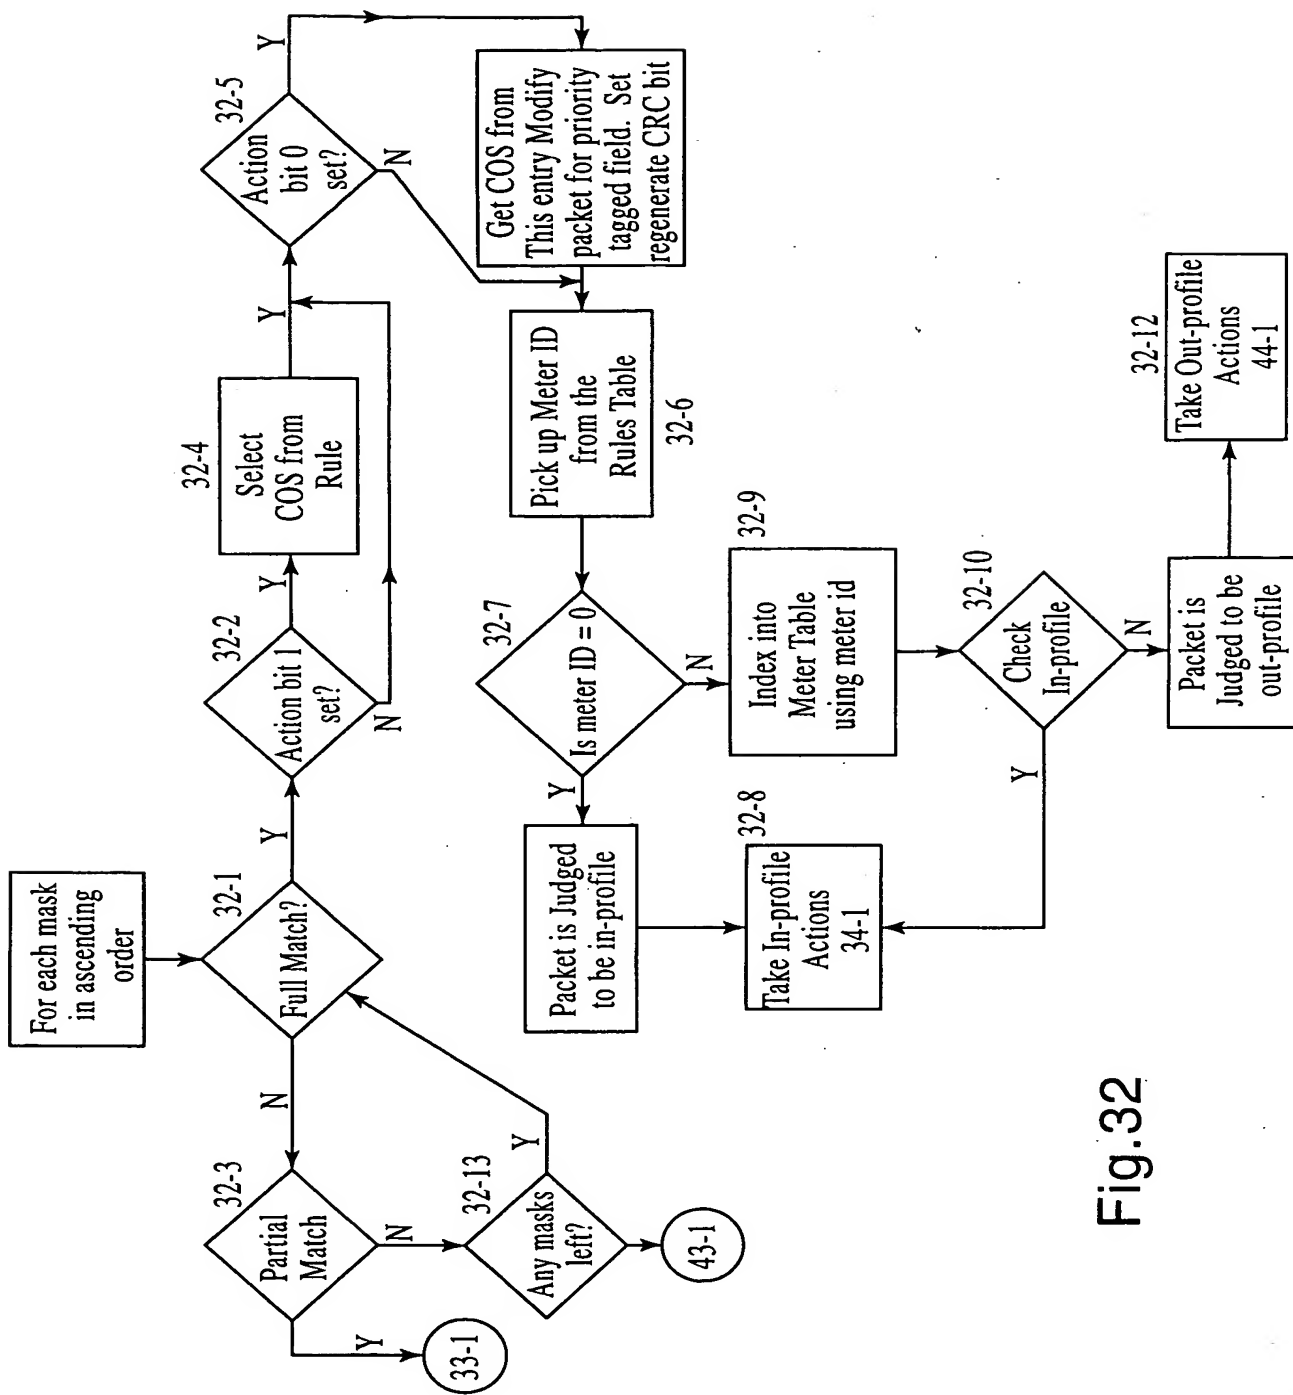 For each mask
in ascending
order
32-1
Full Match?
Y
N
32-3
Partial
Match
Y
33-1
N
32-13
Any masks
left?
Y
43-1
32-2
Action bit 1
set?
Y
N
32-4
Select
COS from
Rule
Y
32-5
Action
bit 0
set?
Y
N
Get COS from
This entry Modify
packet for priority
tagged field. Set
regenerate CRC bit
Pick up Meter ID
from the
Rules Table
32-6
32-7
Is meter ID = 0
Y
N
Packet is Judged
to be in-profile
32-8
Take In-profile
Actions
34-1
32-9
Index into
Meter Table
using meter id
32-10
Check
In-profile
Y
N
Packet is
Judged to be
out-profile
32-12
Take Out-profile
Actions
44-1
Fig.32